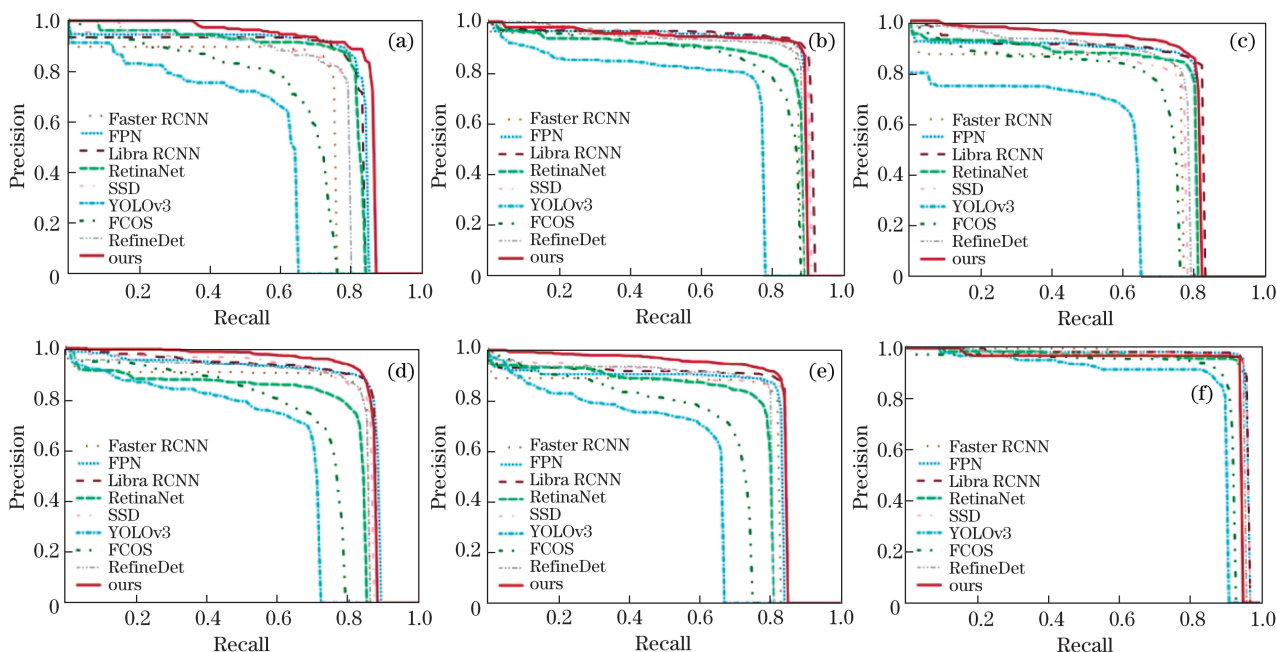 1.0
(a)
0.8
0.6
Precision
Faster RCNN
FPN
0.4
Libra RCNN
RetinaNet
SSD
0.2
YOLOv3
FCOS
RefineDet
ours
0
0.2
0.4
0.6
0.8
1.0
Recall
1.0
(b)
0.8
0.6
Precision
Faster RCNN
FPN
0.4
Libra RCNN
RetinaNet
SSD
0.2
YOLOv3
FCOS
RefineDet
ours
0
0.2
0.4
0.6
0.8
1.0
Recall
1.0
(c)
0.8
0.6
Precision
Faster RCNN
FPN
0.4
Libra RCNN
RetinaNet
SSD
0.2
YOLOv3
FCOS
RefineDet
ours
0
0.2
0.4
0.6
0.8
1.0
Recall
1.0
(d)
0.8
0.6
Precision
Faster RCNN
FPN
0.4
Libra RCNN
RetinaNet
SSD
0.2
YOLOv3
FCOS
RefineDet
ours
0
0.2
0.4
0.6
0.8
1.0
Recall
1.0
(e)
0.8
0.6
Precision
Faster RCNN
FPN
0.4
Libra RCNN
RetinaNet
SSD
0.2
YOLOv3
FCOS
RefineDet
ours
0
0.2
0.4
0.6
0.8
1.0
Recall
1.0
(f)
0.8
0.6
Precision
Faster RCNN
FPN
0.4
Libra RCNN
RetinaNet
SSD
0.2
YOLOv3
FCOS
RefineDet
ours
0
0.2
0.4
0.6
0.8
1.0
Recall